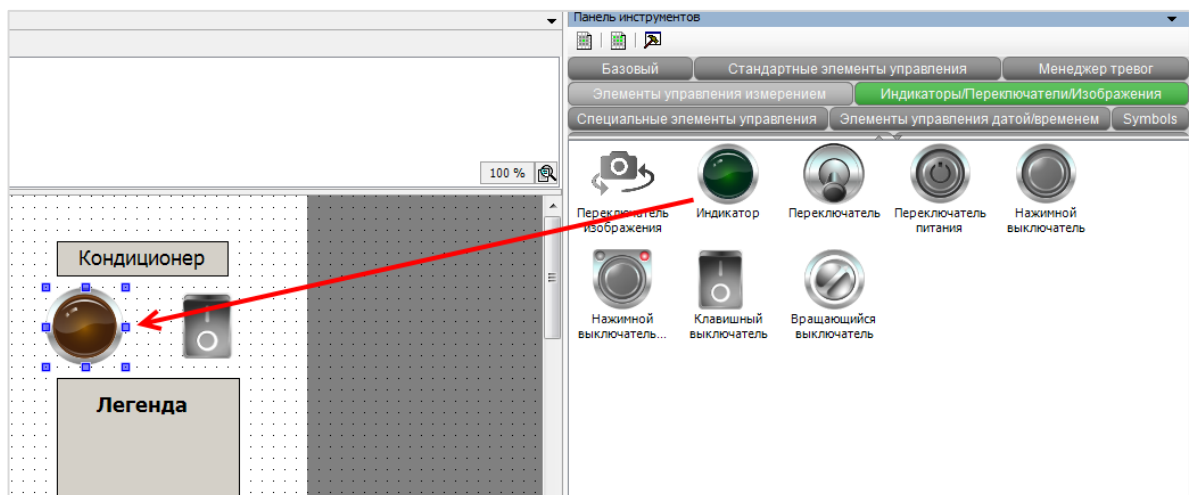 Панель инструментов
Базовый
Стандартные элементы управления
Менеджер тревог
Элементы управления измерением
Индикаторы/Переключатели/Изображения
Специальные элементы управления
Элементы управления датой/временем
Symbols
100 %
Переключатель
изображения
Индикатор
Переключатель
Переключатель
питания
Нажимной
выключатель
Нажимной
выключатель...
Клавишный
выключатель
Вращающийся
выключатель
Кондиционер
Легенда